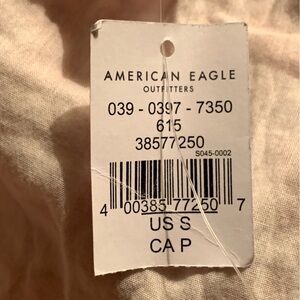 AMERICAN EAGLE
OUTFITTERS
039 - 0397 - 7350
615
38577250
S045-0002
4 00385 77250 7
US S
CA P